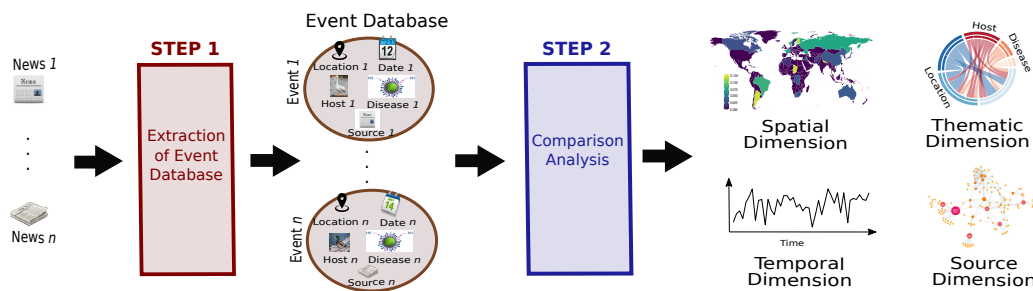 News 1
News
News n
STEP 1
Extraction
of Event
Database
Event Database
Event 1
Location 1
12
Date 1
Host 1
Disease 1
Source 1
Event n
Location n
14
Date n
Host n
Disease n
Source n
STEP 2
Comparison
Analysis
Spatial
Dimension
Host
Disease
Location
Thematic
Dimension
Time
Temporal
Dimension
Source
Dimension